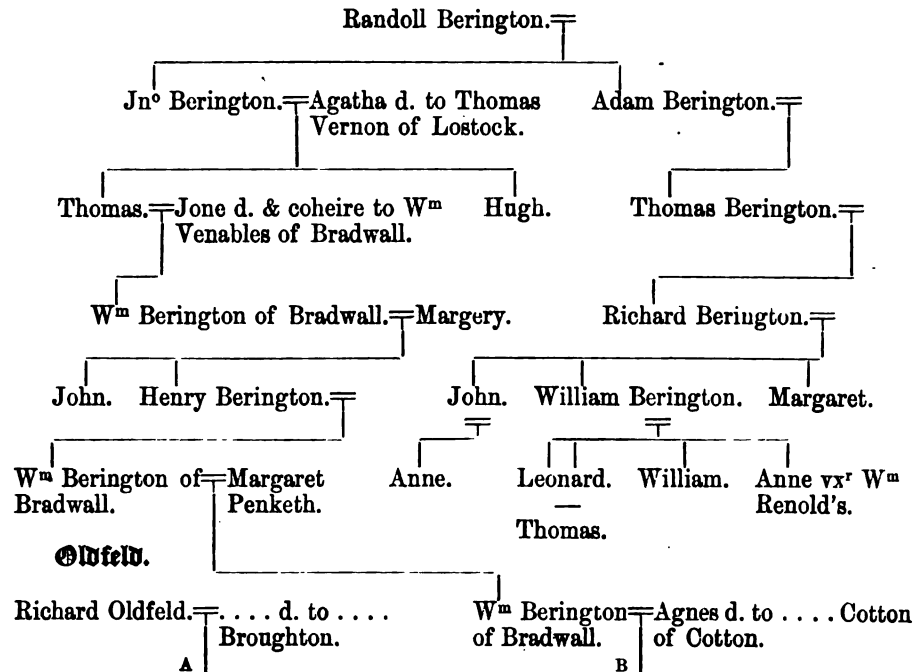 Randoll Berington.
Jnº Berington. Agatha d. to Thomas Adam Berington.
Vernon of Lostock.
Thomas. Jone d. & coheire to Wᵐ Hugh. Thomas Berington.
Venables of Bradwall.
Wᵐ Berington of Bradwall. Margery. Richard Berington.
John. Henry Berington. John. William Berington. Margaret.
Wᵐ Berington of Margaret Anne. Leonard. William. Anne vxʳ Wᵐ
Bradwall. Penketh. — Renold's.
Thomas.
Oldfeld.
Richard Oldfeld. . . . . d. to . . . . Wᵐ Berington Agnes d. to . . . . Cotton
Broughton. of Bradwall. of Cotton.
A B